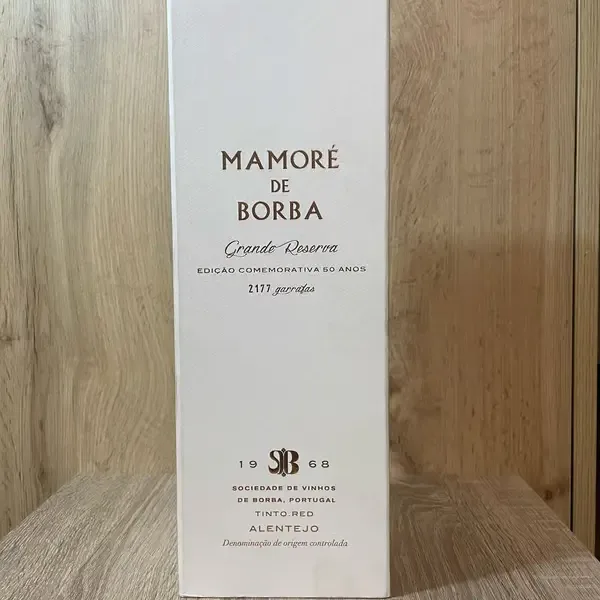 MAMORÉ
DE
BORBA
Grande Reserva
EDIÇÃO COMEMORATIVA 50 ANOS
2177 garrafas
19 SB 68
SOCIEDADE DE VINHOS
DE BORBA, PORTUGAL
TINTO.RED
ALENTEJO
Denominação de origem controlada